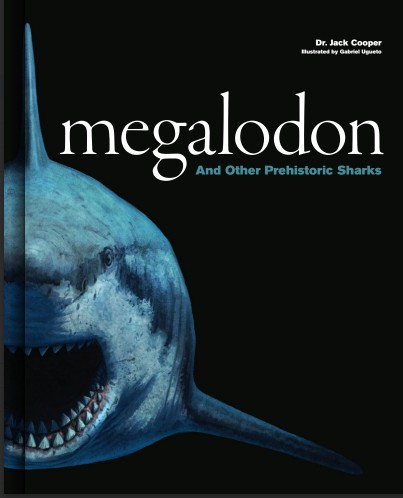 Dr. Jack Cooper
Illustrated by Gabriel Ugueto
megalodon
And Other Prehistoric Sharks